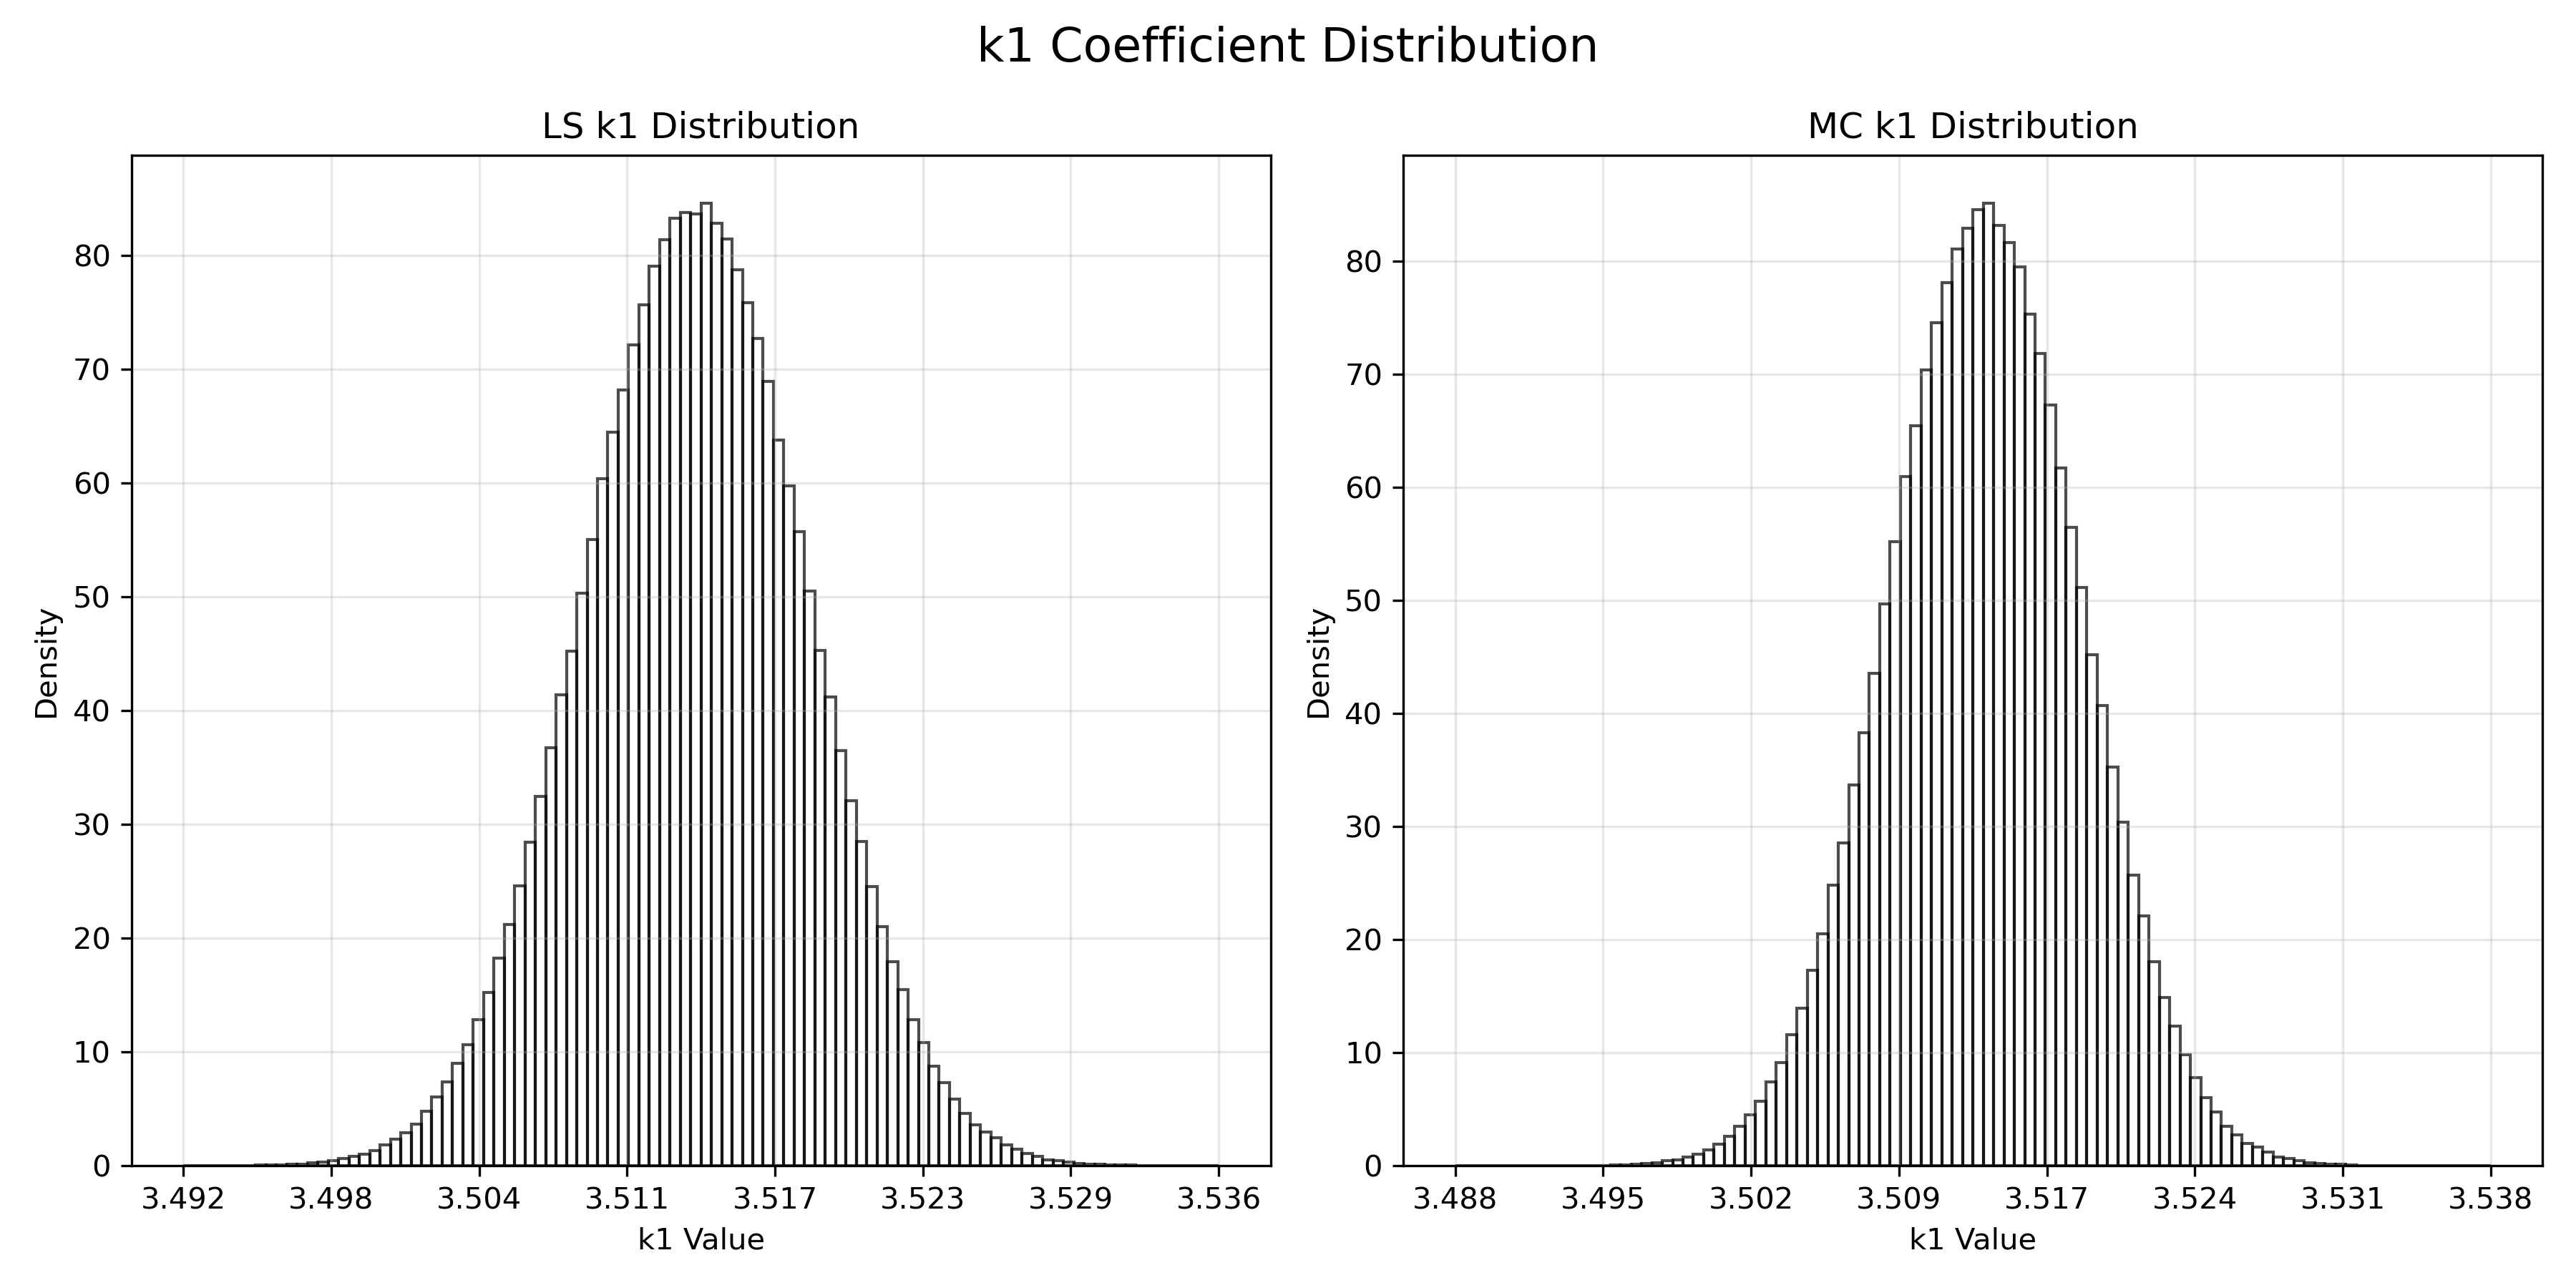 k1 Coefficient Distribution
LS k1 Distribution
Density
80
70
60
50
40
30
20
10
0
3.492 3.498 3.504 3.511 3.517 3.523 3.529 3.536
k1 Value
MC k1 Distribution
Density
80
70
60
50
40
30
20
10
0
3.488 3.495 3.502 3.509 3.517 3.524 3.531 3.538
k1 Value